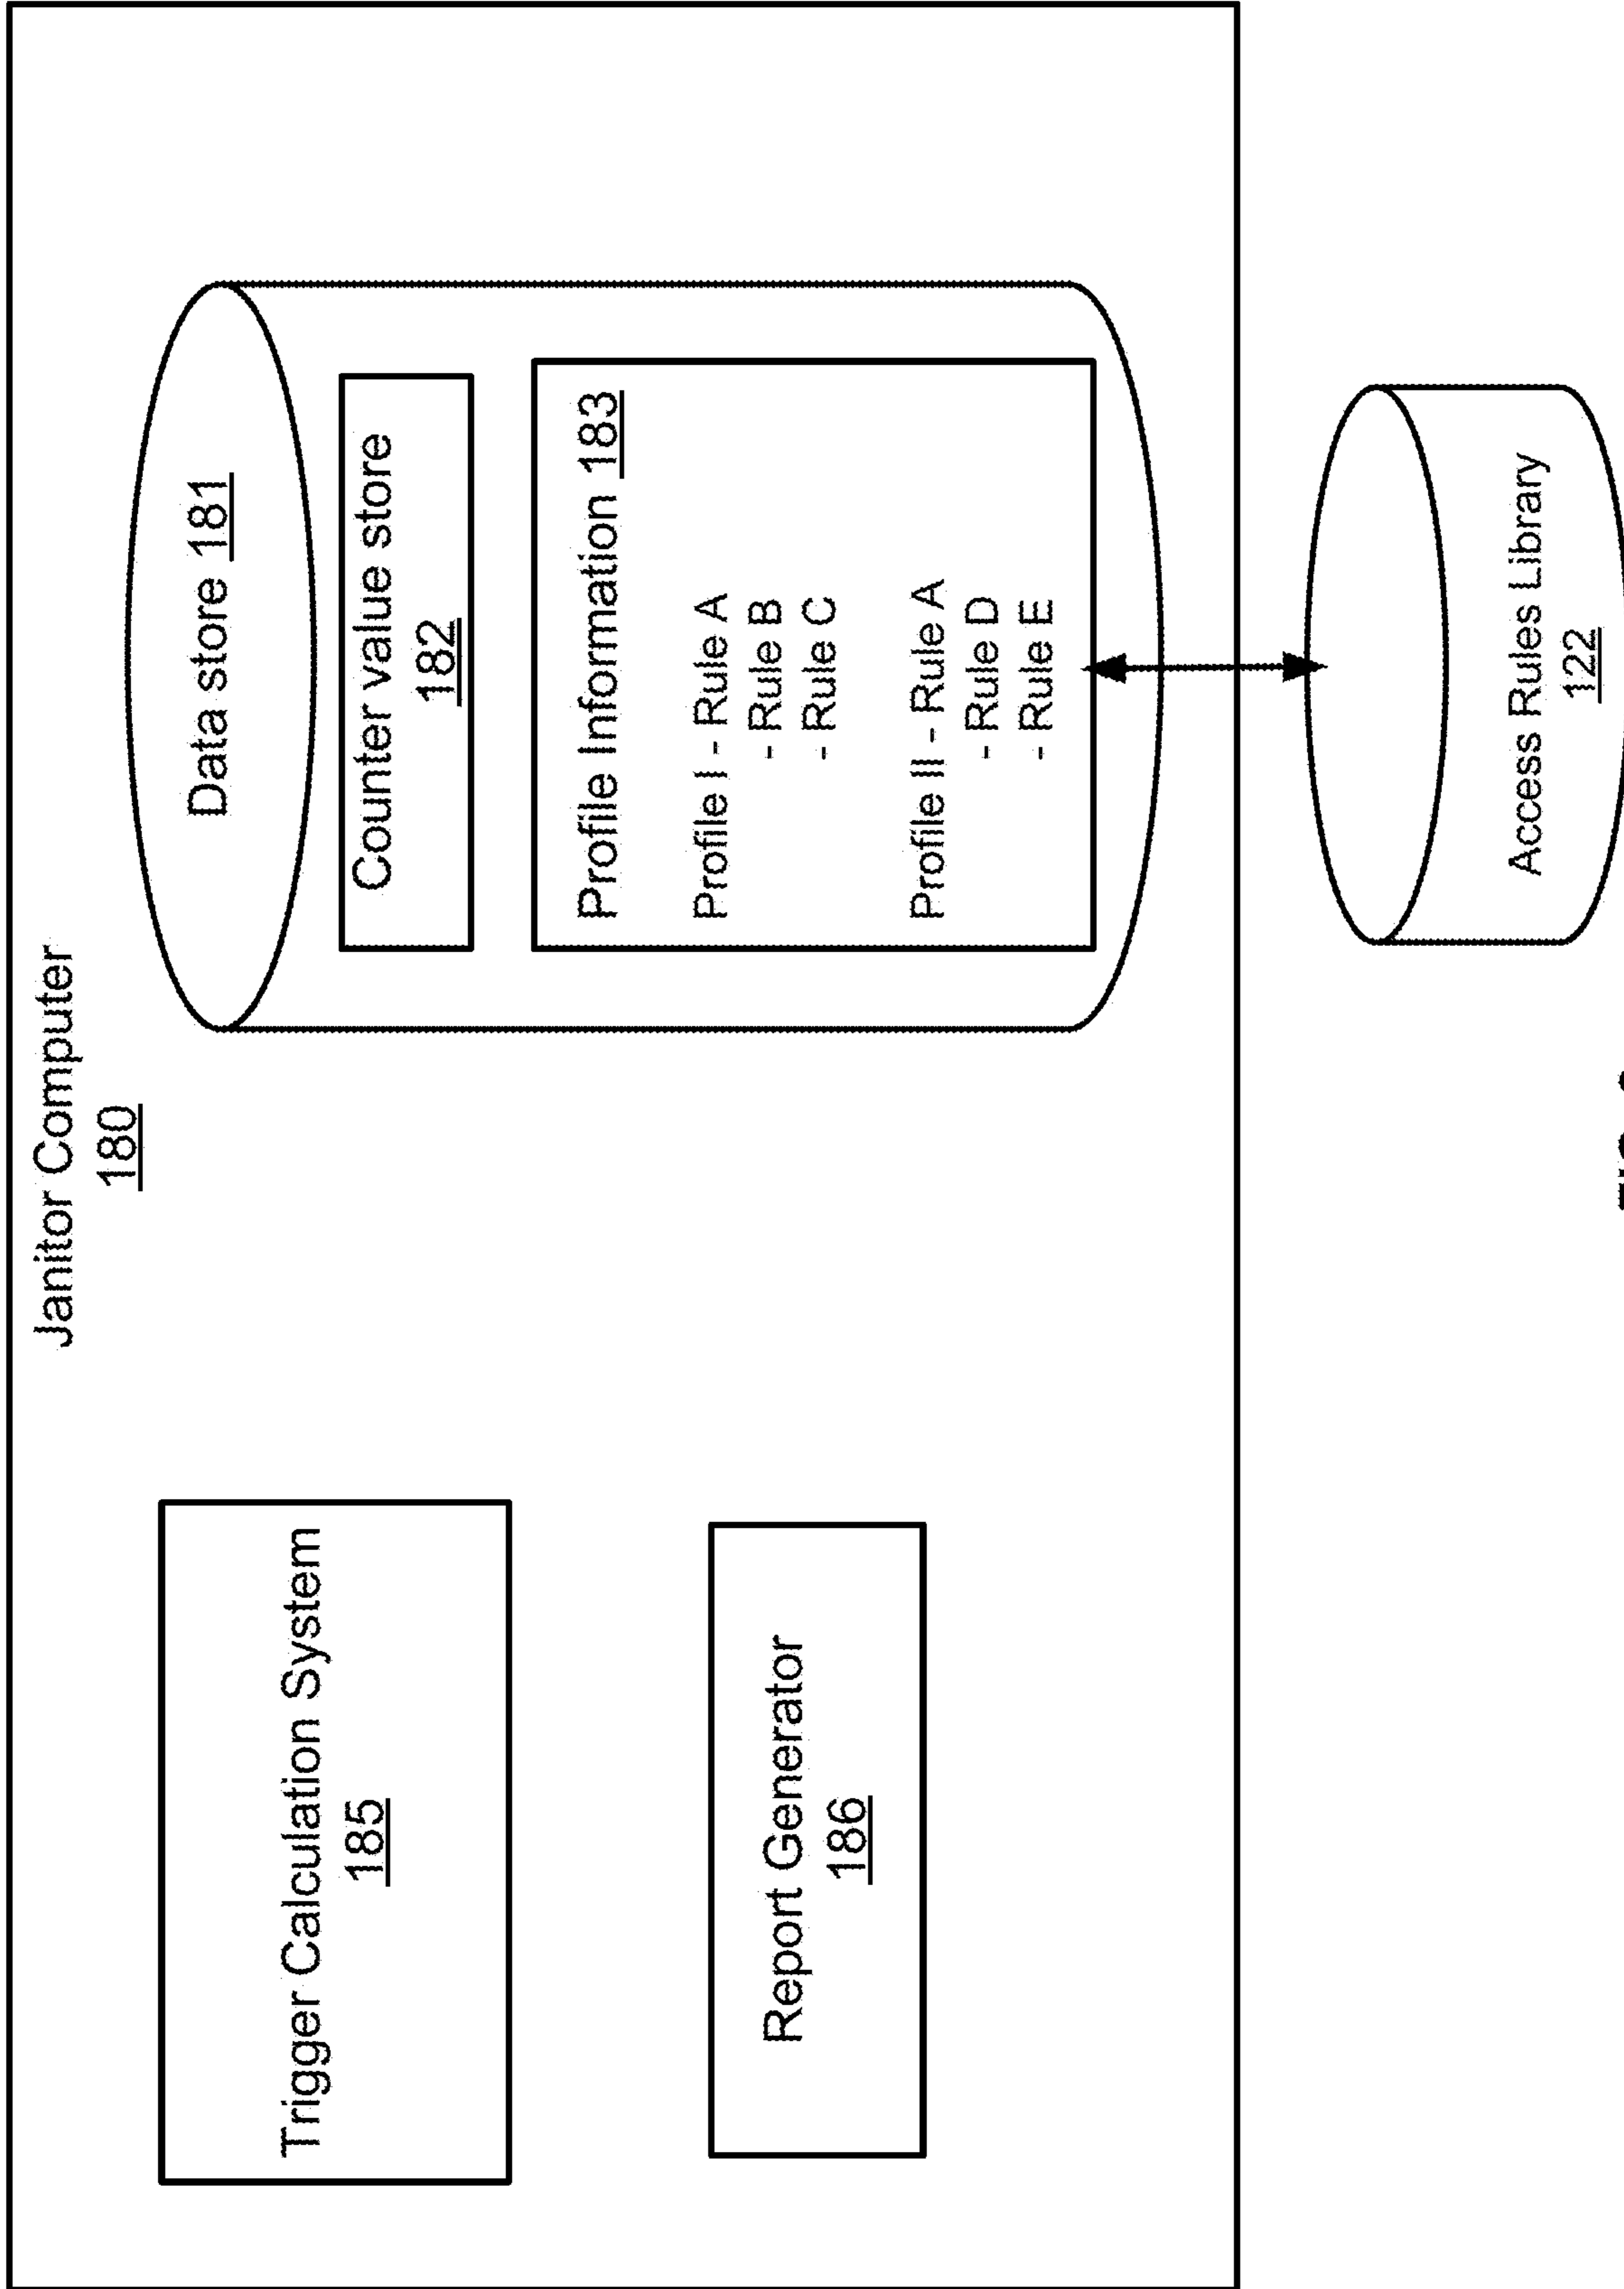 Janitor Computer
180
Trigger Calculation System
185
Report Generator
186
Data store 181
Counter value store
182
Profile Information 183
Profile I - Rule A
- Rule B
- Rule C
Profile II - Rule A
- Rule D
- Rule E
Access Rules Library
122